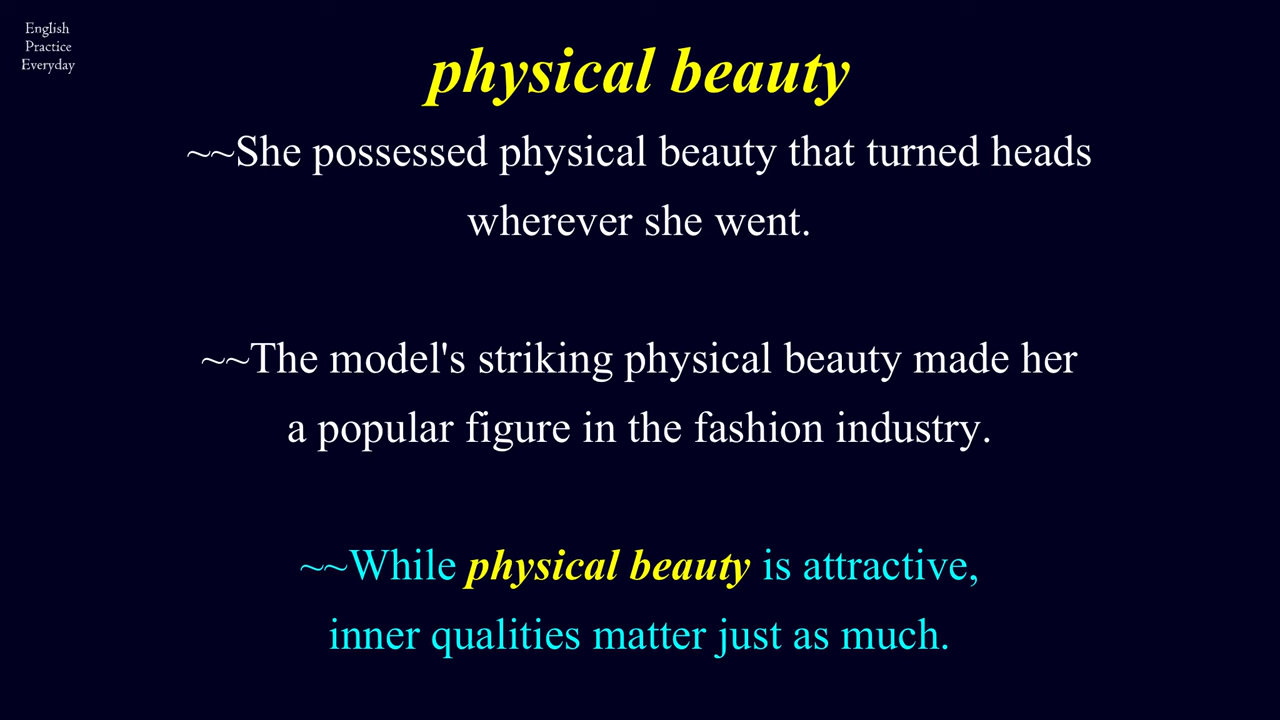 English
Practice
Everyday
physical beauty
~~She possessed physical beauty that turned heads
wherever she went.
~~The model's striking physical beauty made her
a popular figure in the fashion industry.
~~While physical beauty is attractive,
inner qualities matter just as much.